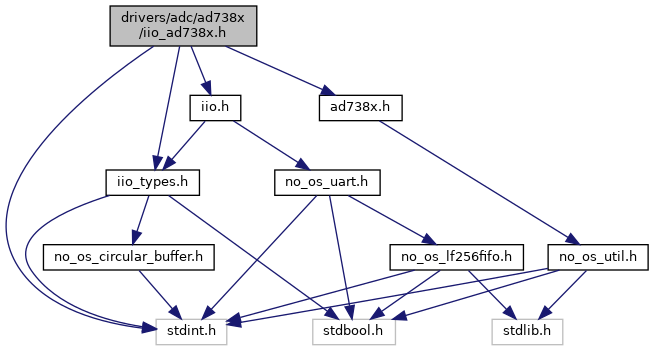 drivers/adc/ad738x
/iio_ad738x.h
iio.h
ad738x.h
iio_types.h
no_os_uart.h
no_os_circular_buffer.h
no_os_lf256fifo.h
no_os_util.h
stdint.h
stdbool.h
stdlib.h